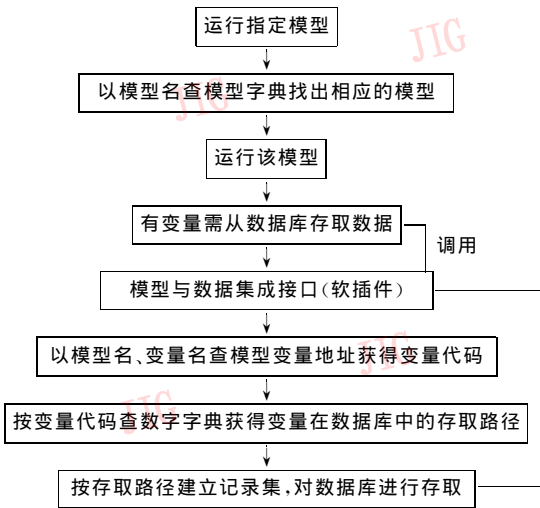 运行指定模型
JIG
以模型名查模型字典找出相应的模型
JIG
运行该模型
有变量需从数据库存取数据
调用
模型与数据集成接口(软插件)
以模型名、变量名查模型变量地址获得变量代码
JIG
按变量代码查数字字典获得变量在数据库中的存取路径
JIG
按存取路径建立记录集,对数据库进行存取